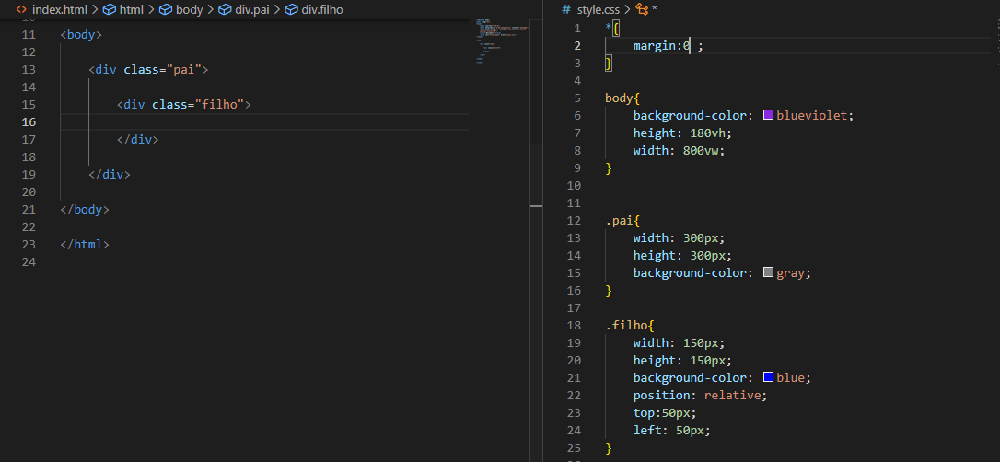 index.html > html > body > div.pai > div.filho
11 <body>
12
13 <div class="pai">
14
15 <div class="filho">
16
17 </div>
18
19 </div>
20
21 </body>
22
23 </html>
24
# style.css > *
1 *{
2 margin:0 ;
3 }
4
5 body{
6 background-color: blueviolet;
7 height: 180vh;
8 width: 800vw;
9 }
10
11
12 .pai{
13 width: 300px;
14 height: 300px;
15 background-color: gray;
16 }
17
18 .filho{
19 width: 150px;
20 height: 150px;
21 background-color: blue;
22 position: relative;
23 top:50px;
24 left: 50px;
25 }